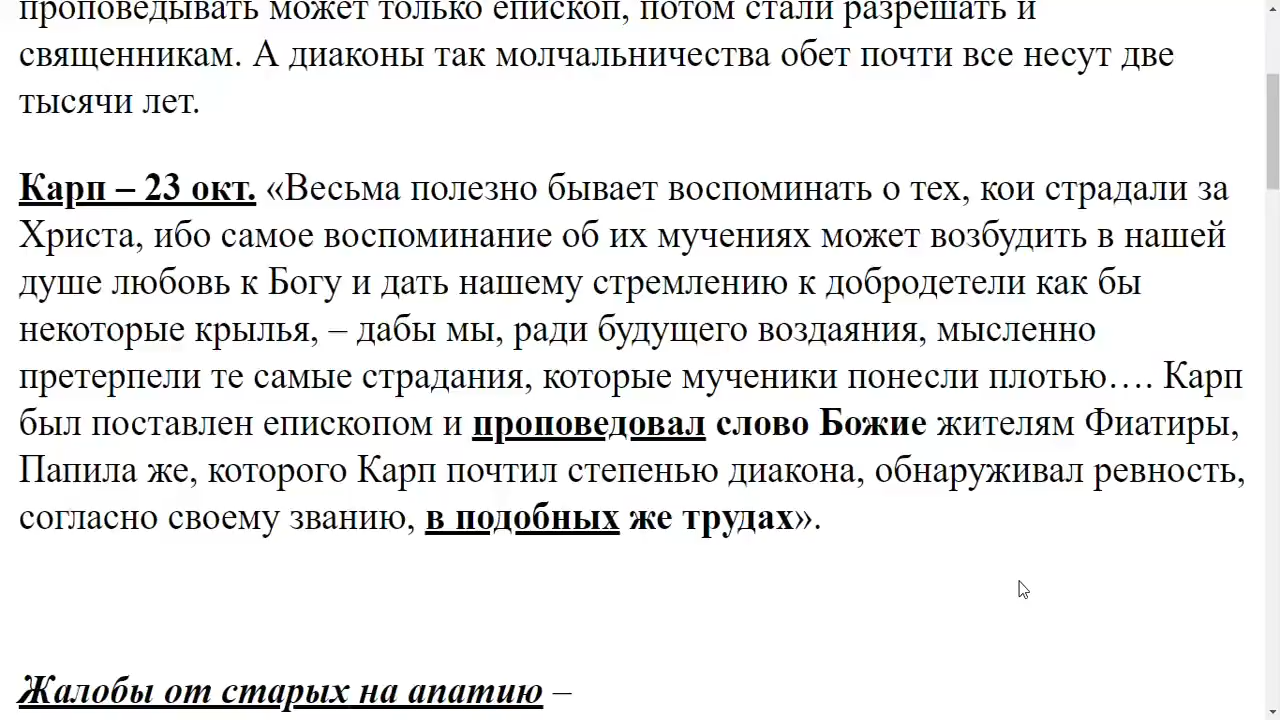 проповедывать может только епископ, потом стали разрешать и
священникам. А диаконы так молчальничества обет почти все несут две
тысячи лет.
Карп – 23 окт. «Весьма полезно бывает воспоминать о тех, кои страдали за
Христа, ибо самое воспоминание об их мучениях может возбудить в нашей
душе любовь к Богу и дать нашему стремлению к добродетели как бы
некоторые крылья, – дабы мы, ради будущего воздаяния, мысленно
претерпели те самые страдания, которые мученики понесли плотью…. Карп
был поставлен епископом и проповедовал слово Божие жителям Фиатиры,
Папила же, которого Карп почтил степенью диакона, обнаруживал ревность,
согласно своему званию, в подобных же трудах».
Жалобы от старых на апатию –